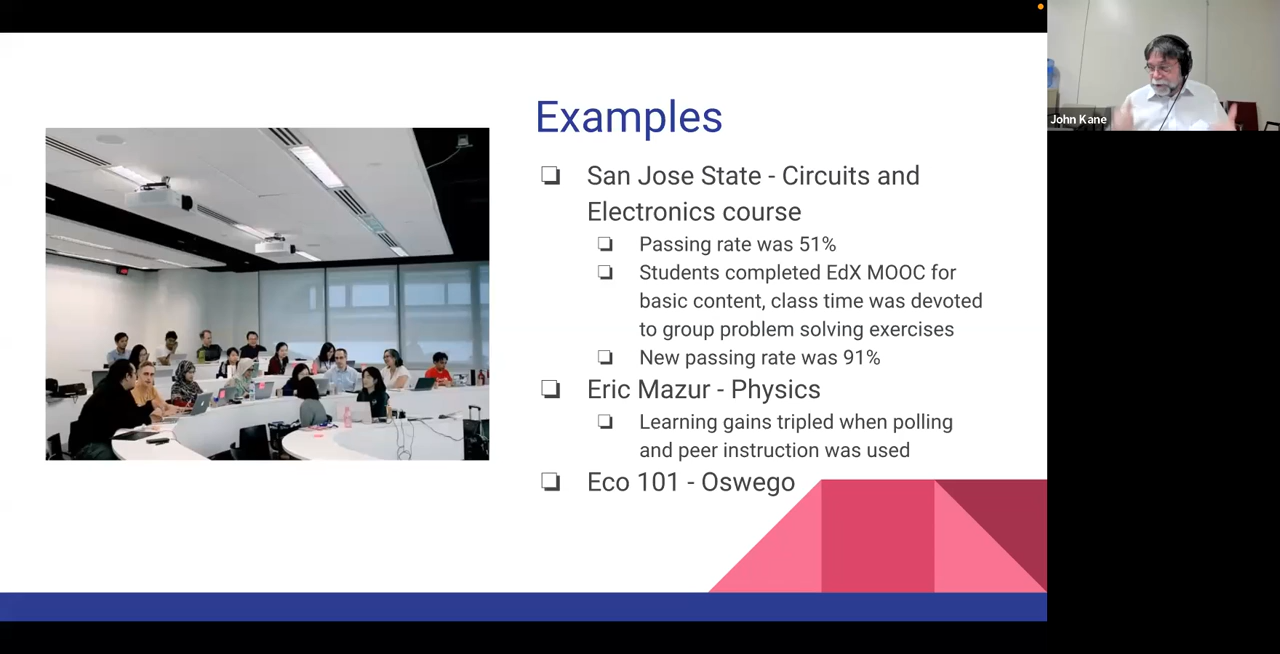 Examples
San Jose State - Circuits and
Electronics course
Passing rate was 51%
Students completed EdX MOOC for
basic content, class time was devoted
to group problem solving exercises
New passing rate was 91%
Eric Mazur - Physics
Learning gains tripled when polling
and peer instruction was used
Eco 101 - Oswego
John Kane